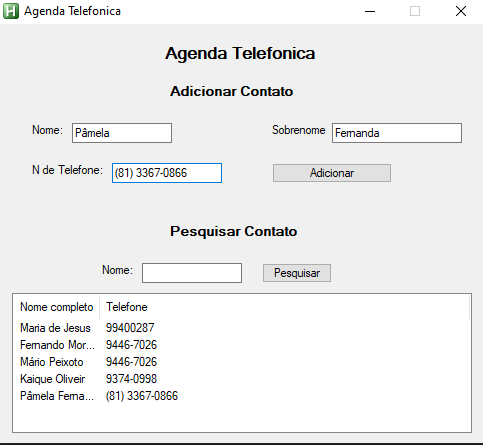 Agenda Telefonica
Agenda Telefonica
Adicionar Contato
Nome: Pâmela Sobrenome Fernanda
N de Telefone: (81) 3367-0866 Adicionar
Pesquisar Contato
Nome: Pesquisar
Nome completo Telefone
Maria de Jesus 99400287
Fernando Mor... 9446-7026
Mário Peixoto 9446-7026
Kaique Oliveir 9374-0998
Pâmela Ferna... (81) 3367-0866